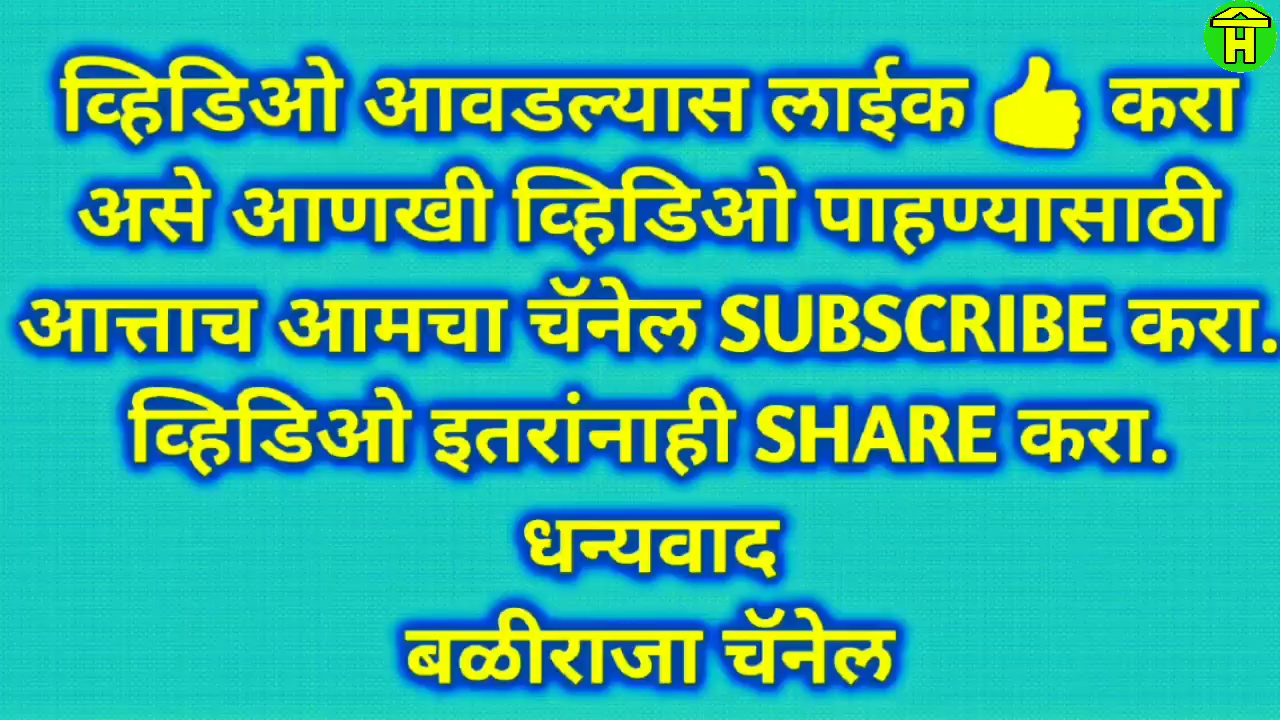 व्हिडिओ आवडल्यास लाईक 👍 करा
असे आणखी व्हिडिओ पाहण्यासाठी
आत्ताच आमचा चॅनेल SUBSCRIBE करा.
व्हिडिओ इतरांनाही SHARE करा.
धन्यवाद
बळीराजा चॅनेल
H